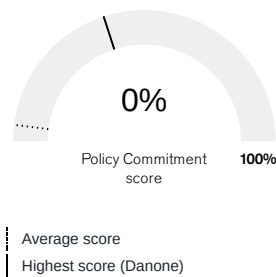 0%
Policy Commitment 100%
score
Average score
Highest score (Danone)